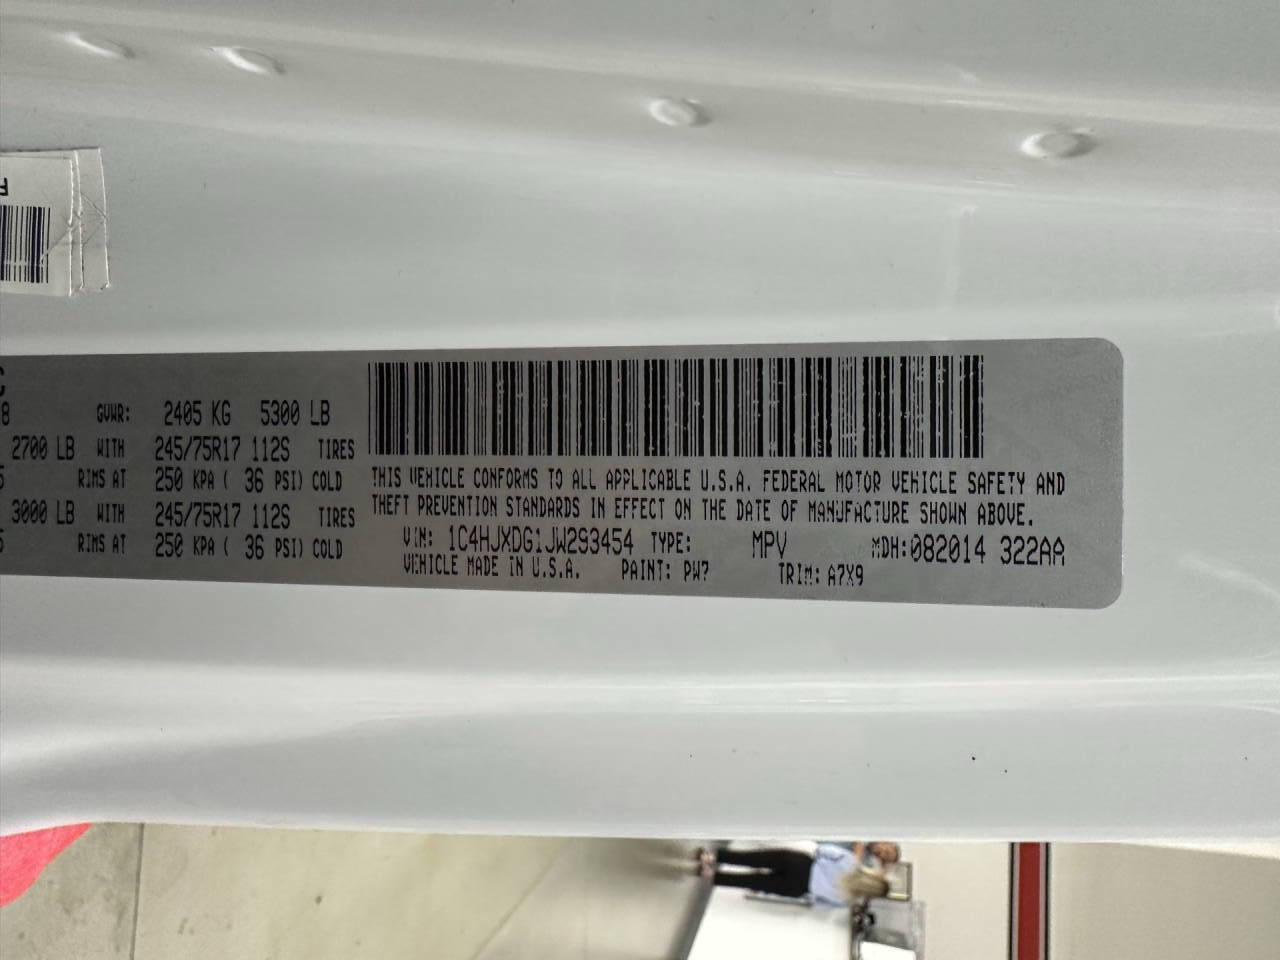 GVWR: 2405 KG 5300 LB
2700 LB WITH 245/75R17 112S TIRES
RIMS AT 250 KPA ( 36 PSI) COLD
3000 LB WITH 245/75R17 112S TIRES
RIMS AT 250 KPA ( 36 PSI) COLD
THIS VEHICLE CONFORMS TO ALL APPLICABLE U.S.A. FEDERAL MOTOR VEHICLE SAFETY AND
THEFT PREVENTION STANDARDS IN EFFECT ON THE DATE OF MANUFACTURE SHOWN ABOVE.
VIN: 1C4HJXDG1JW293454 TYPE: MPV MDH:082014 322AA
VEHICLE MADE IN U.S.A. PAINT: PW7 TRIM: A7X9